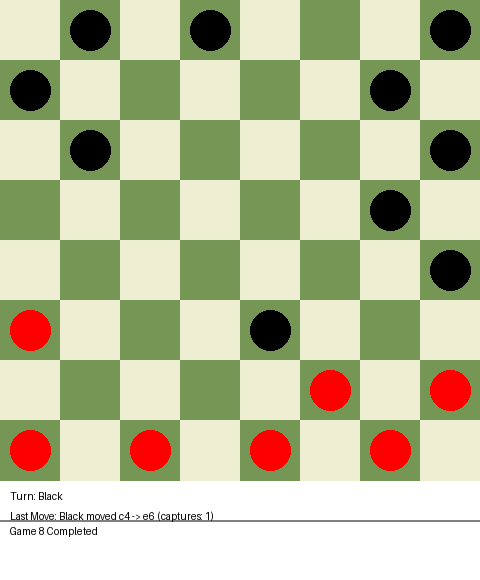 Turn: Black
Last Move: Black moved c4 -> e6 (captures: 1)
Game 8 Completed